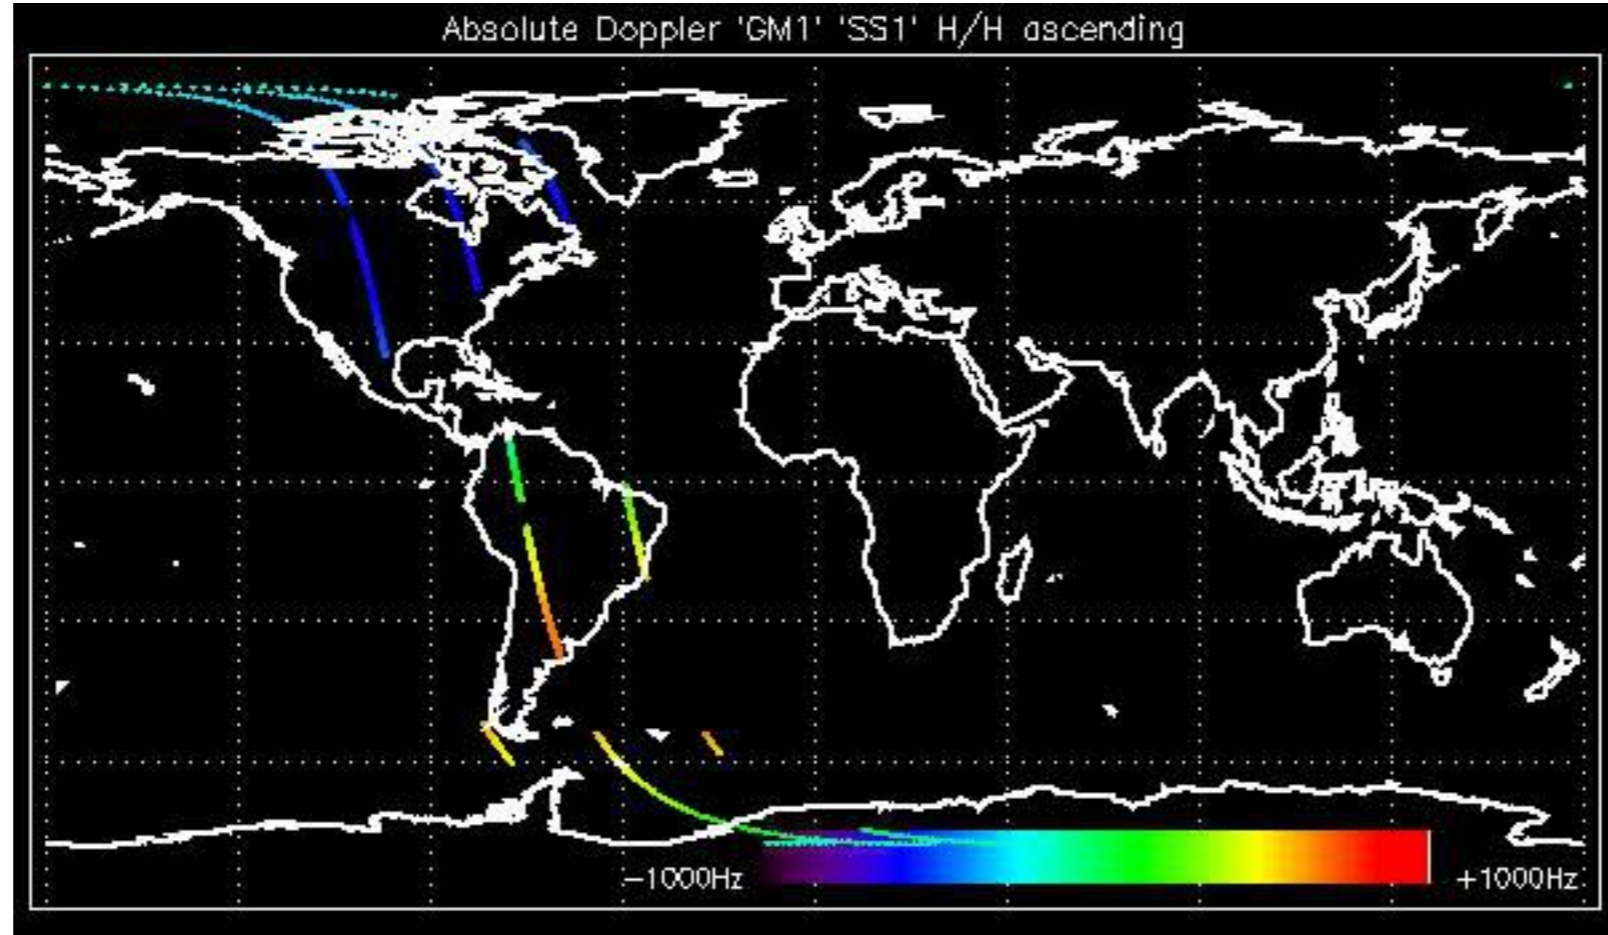 Absolute Doppler 'GM1' 'SS1' H/H ascending
−1000Hz +1000Hz